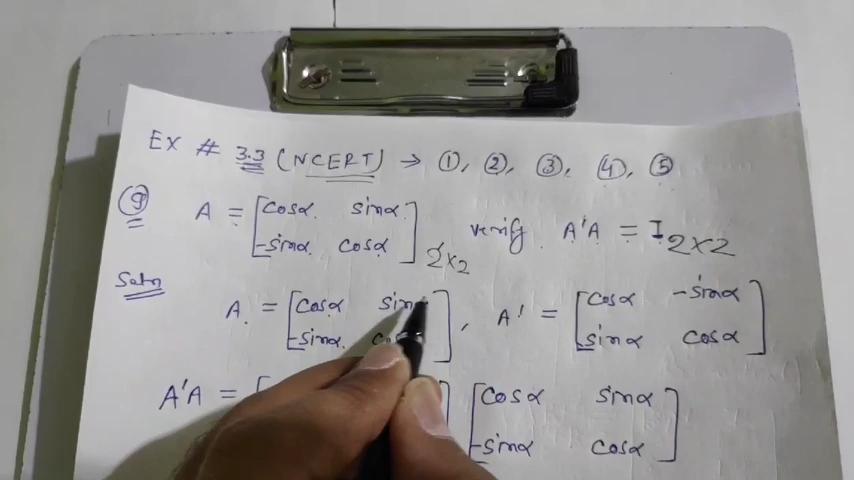 Ex # 3.3 (NCERT) → ①, ②, ③, ④, ⑤
⑨ A = [cosα sinα verify A'A = I 2×2
-sinα cosα] 2×2
Soln
A = [cosα , A' = [cosα -sinα
-sinα sinα cosα]
A'A = [ ] [cosα sinα
-sinα cosα]